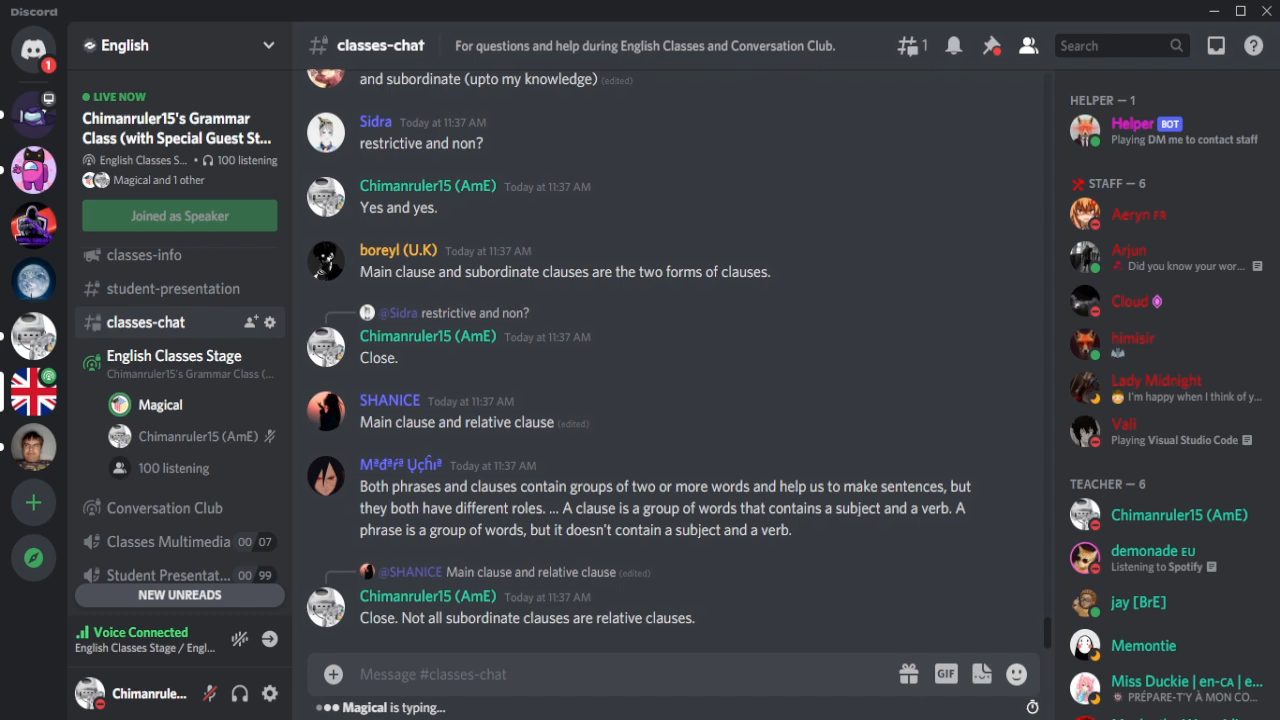 Discord
English
classes-chat
For questions and help during English Classes and Conversation Club.
1
Search
1
LIVE NOW
Chimanruler15's Grammar
Class (with Special Guest St...
English Classes S... • 100 listening
Magical and 1 other
Joined as Speaker
classes-info
student-presentation
classes-chat
English Classes Stage
Chimanruler15's Grammar Class (...
Magical
Chimanruler15 (AmE)
100 listening
Conversation Club
Classes Multimedia 00 07
Student Presentat... 00 99
NEW UNREADS
Voice Connected
English Classes Stage / Engl...
Chimanrule...
and subordinate (upto my knowledge) (edited)
Sidra Today at 11:37 AM
restrictive and non?
Chimanruler15 (AmE) Today at 11:37 AM
Yes and yes.
boreyl (U.K) Today at 11:37 AM
Main clause and subordinate clauses are the two forms of clauses.
@Sidra restrictive and non?
Chimanruler15 (AmE) Today at 11:37 AM
Close.
SHANICE Today at 11:37 AM
Main clause and relative clause (edited)
Today at 11:37 AM
Both phrases and clauses contain groups of two or more words and help us to make sentences, but
they both have different roles. ... A clause is a group of words that contains a subject and a verb. A
phrase is a group of words, but it doesn't contain a subject and a verb.
@SHANICE Main clause and relative clause (edited)
Chimanruler15 (AmE) Today at 11:37 AM
Close. Not all subordinate clauses are relative clauses.
Message #classes-chat
GIF
Magical is typing...
HELPER — 1
Helper BOT
Playing DM me to contact staff
STAFF — 6
Aeryn FR
Arjun
Did you know your wor...
Cloud
himisir
Lady Midnight
I'm happy when I think of y...
Vall
Playing Visual Studio Code
TEACHER — 6
Chimanruler15 (AmE)
demonade EU
Listening to Spotify
jay [BrE]
Memontie
Miss Duckie | en-CA | e...
PRÉPARE-T'Y À MON CO...